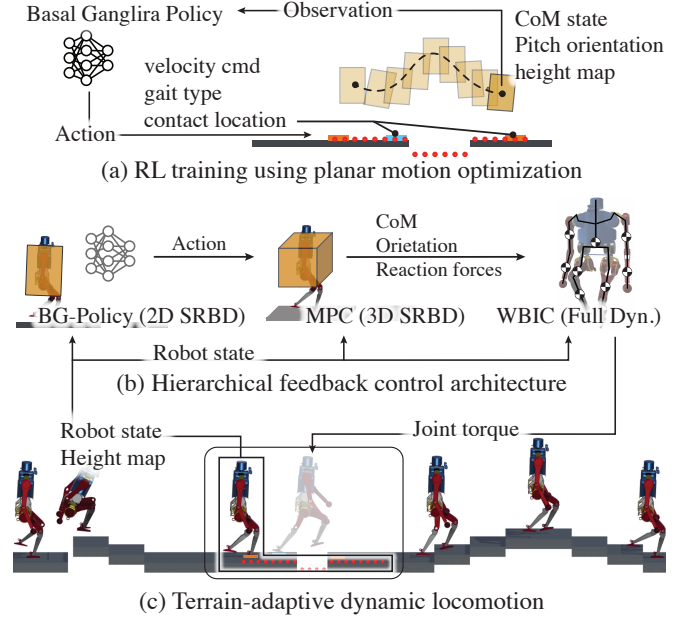 Basal Ganglira Policy
Observation
CoM state
Pitch orientation
height map
velocity cmd
gait type
contact location
Action
(a) RL training using planar motion optimization
Action
CoM
Orietation
Reaction forces
BG-Policy (2D SRBD)
MPC (3D SRBD)
WBIC (Full Dyn.)
Robot state
(b) Hierarchical feedback control architecture
Robot state
Height map
Joint torque
(c) Terrain-adaptive dynamic locomotion